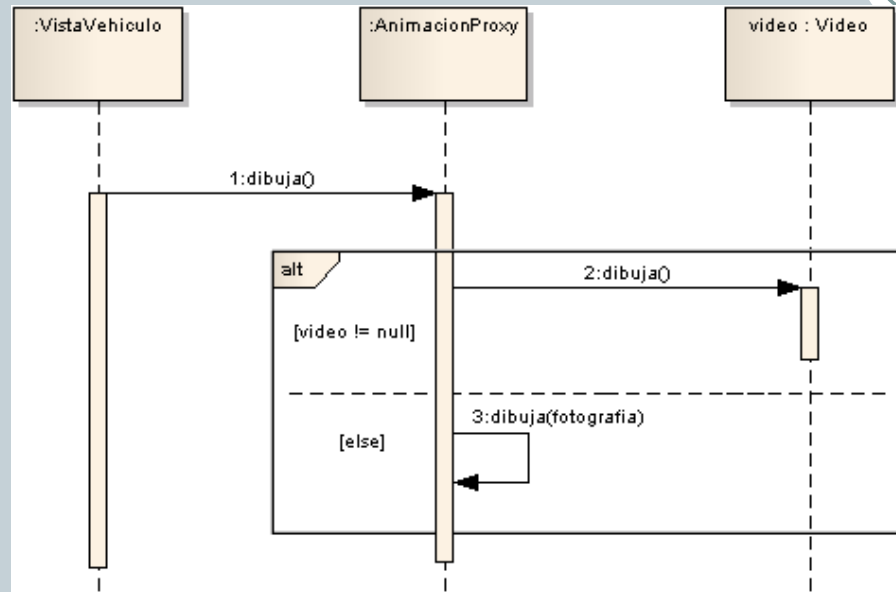 :VistaVehiculo
:AnimacionProxy
video : Video
1:dibuja()
alt
2:dibuja()
[video != null]
3:dibuja(fotografia)
[else]